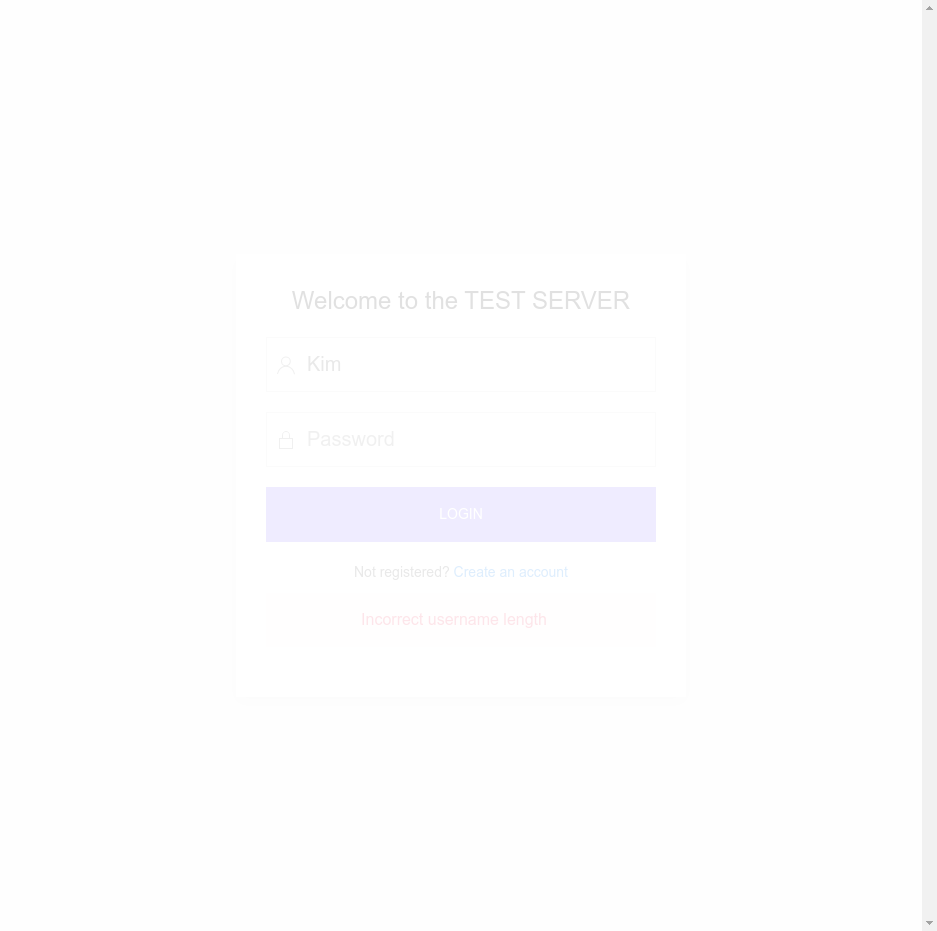 Welcome to the TEST SERVER
Kim
Password
LOGIN
Not registered? Create an account
Incorrect username length